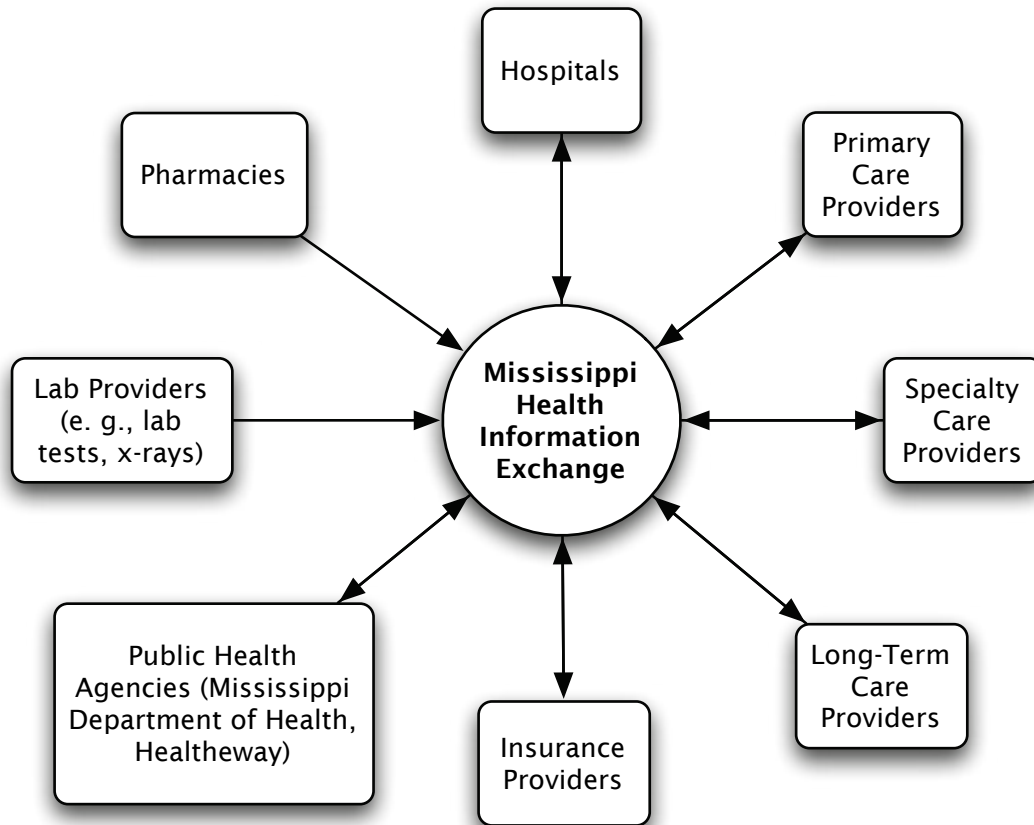 Hospitals
Pharmacies
Primary
Care
Providers
Mississippi
Health
Information
Exchange
Lab Providers
(e. g., lab
tests, x-rays)
Specialty
Care
Providers
Public Health
Agencies (Mississippi
Department of Health,
Healtheway)
Insurance
Providers
Long-Term
Care
Providers